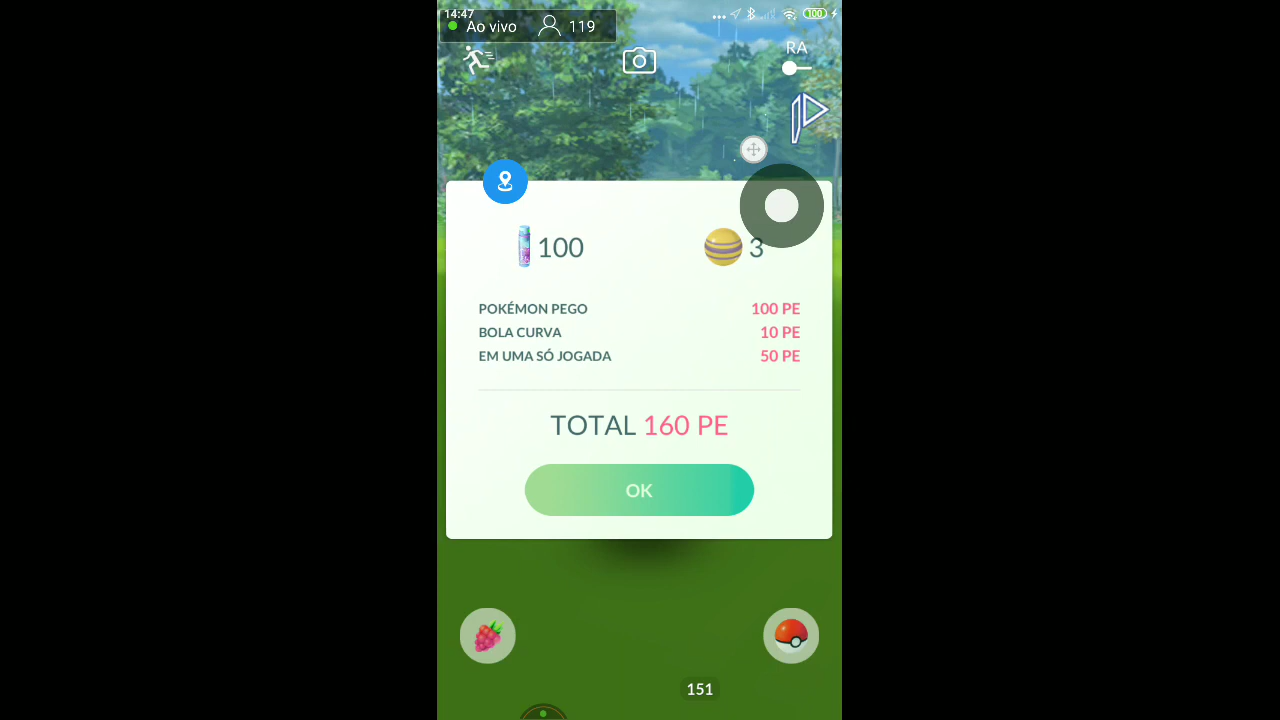 14:47
100
Ao vivo 119
RA
100 3
POKÉMON PEGO 100 PE
BOLA CURVA 10 PE
EM UMA SÓ JOGADA 50 PE
TOTAL 160 PE
OK
151